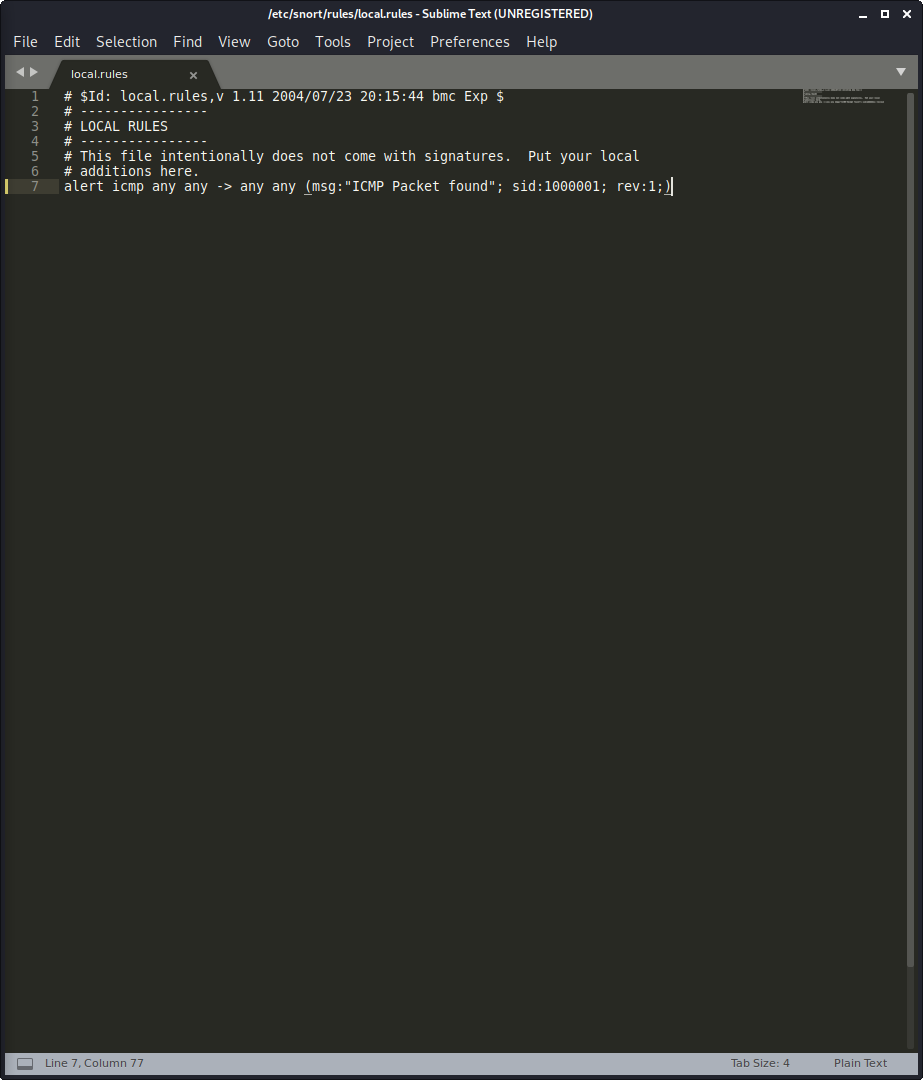 /etc/snort/rules/local.rules - Sublime Text (UNREGISTERED)
File Edit Selection Find View Goto Tools Project Preferences Help
local.rules
1 # $Id: local.rules,v 1.11 2004/07/23 20:15:44 bmc Exp $
2 # ----------------
3 # LOCAL RULES
4 # ----------------
5 # This file intentionally does not come with signatures.  Put your local
6 # additions here.
7 alert icmp any any -> any any (msg:"ICMP Packet found"; sid:1000001; rev:1;)
Line 7, Column 77 Tab Size: 4 Plain Text